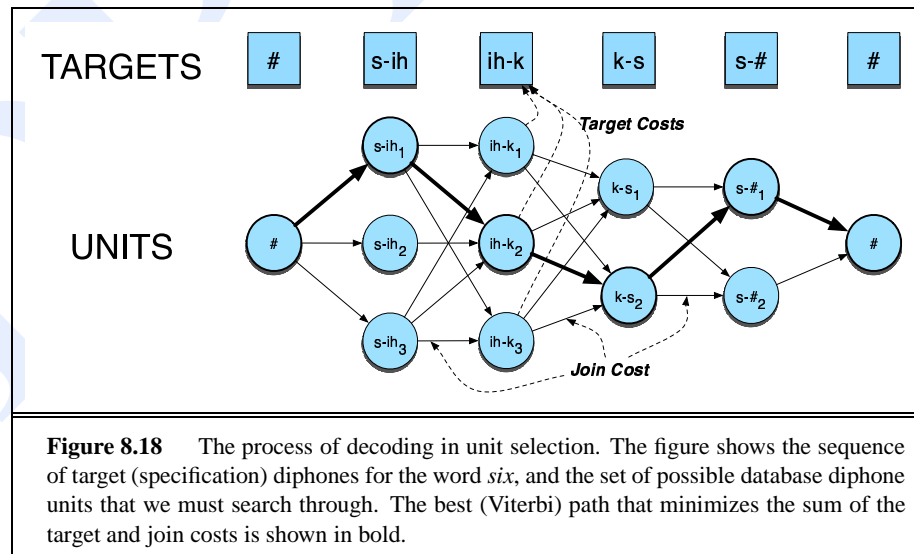 TARGETS # s-ih ih-k k-s s-# #
Target Costs
s-ih1 ih-k1
k-s1 s-#1
UNITS # s-ih2 ih-k2 #
k-s2 s-#2
s-ih3 ih-k3
Join Cost
Figure 8.18 The process of decoding in unit selection. The figure shows the sequence
of target (specification) diphones for the word six, and the set of possible database diphone
units that we must search through. The best (Viterbi) path that minimizes the sum of the
target and join costs is shown in bold.